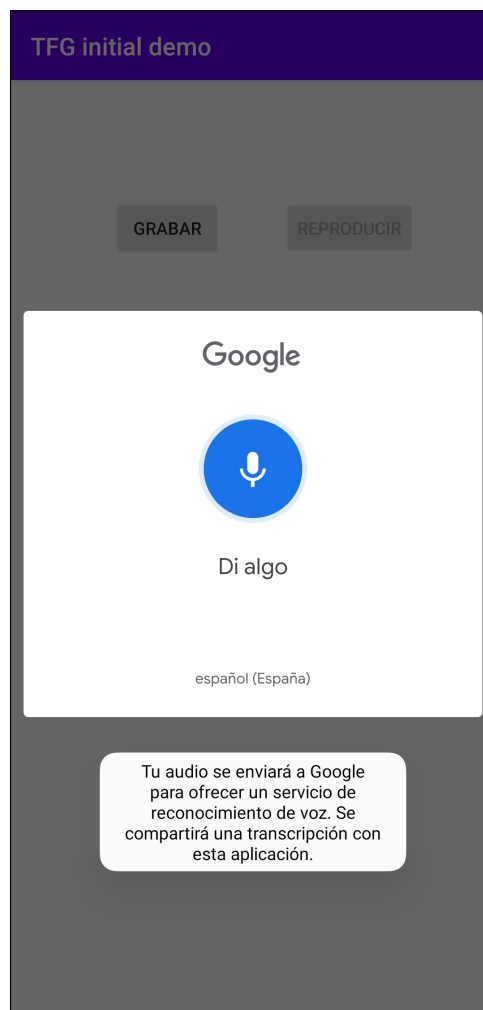 TFG initial demo
GRABAR
REPRODUCIR
Google
Di algo
español (España)
Tu audio se enviará a Google
para ofrecer un servicio de
reconocimiento de voz. Se
compartirá una transcripción con
esta aplicación.